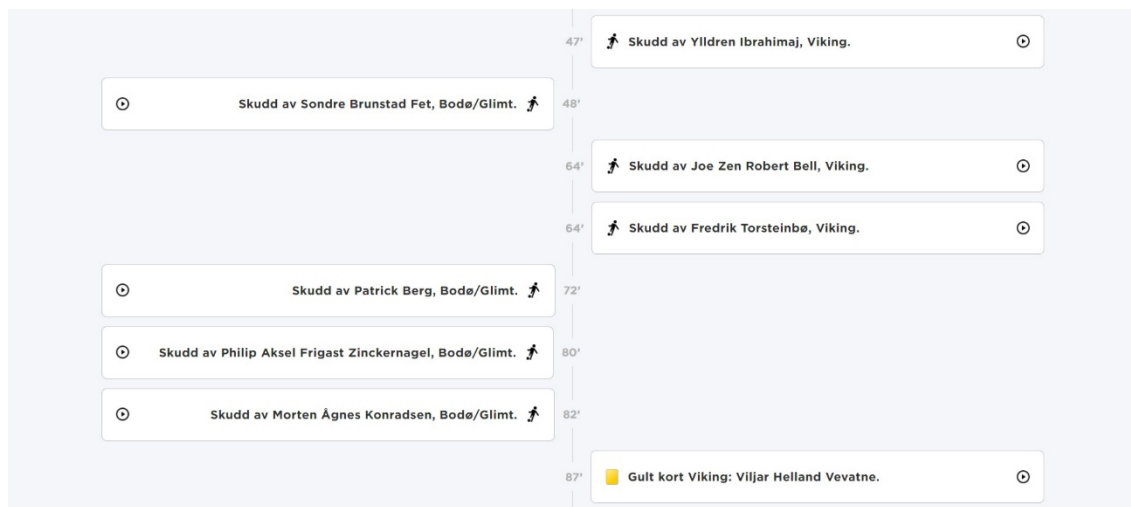 47' Skudd av Ylldren Ibrahimaj, Viking.
Skudd av Sondre Brunstad Fet, Bodø/Glimt. 48'
64' Skudd av Joe Zen Robert Bell, Viking.
64' Skudd av Fredrik Torsteinbø, Viking.
Skudd av Patrick Berg, Bodø/Glimt. 72'
Skudd av Philip Aksel Frigast Zinckernagel, Bodø/Glimt. 80'
Skudd av Morten Ågnes Konradsen, Bodø/Glimt. 82'
87' Gult kort Viking: Viljar Helland Vevatne.